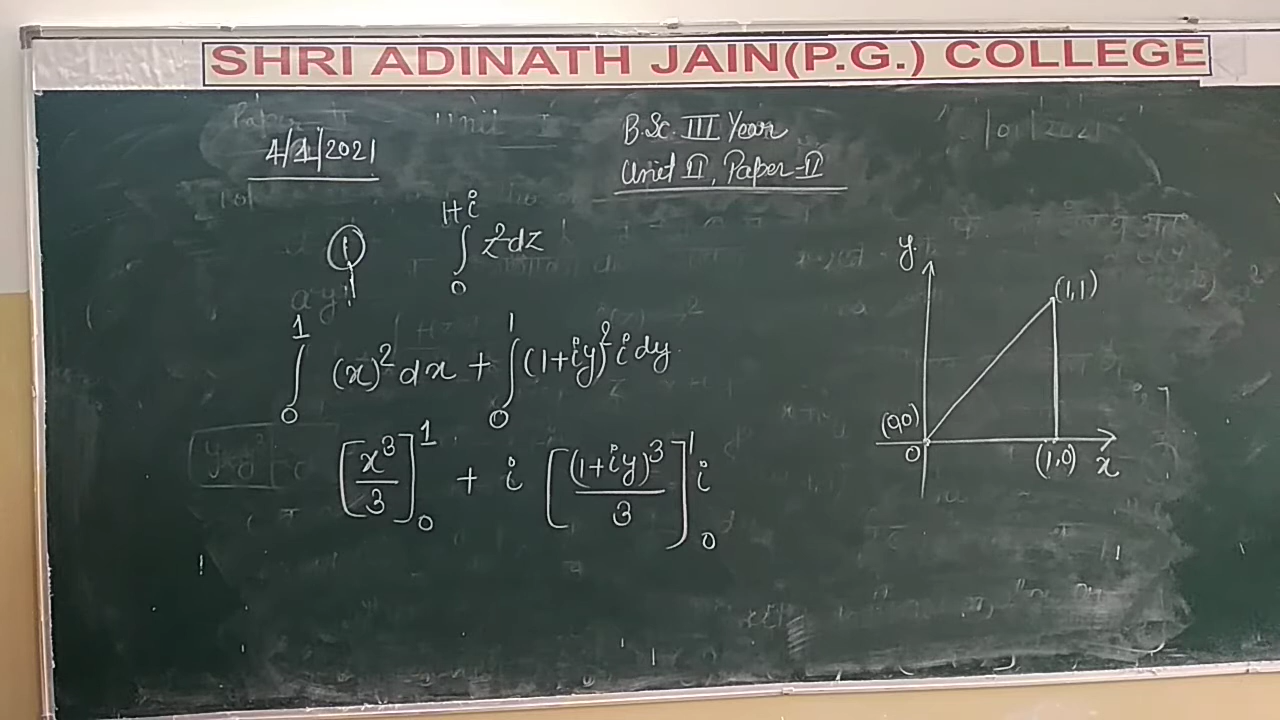 SHRI ADINATH JAIN(P.G.) COLLEGE
4/1/2021
B.Sc. III Year
Unit II, Paper-II
① ∫₀¹⁺ⁱ z²dz
∫₀¹ (x)² dx + ∫₀¹ (1+iy)² i dy
[x³/3]₀¹ + i [(1+iy)³/3]₀¹ i
y
(1,1)
(0,0)
0
(1,0)
x